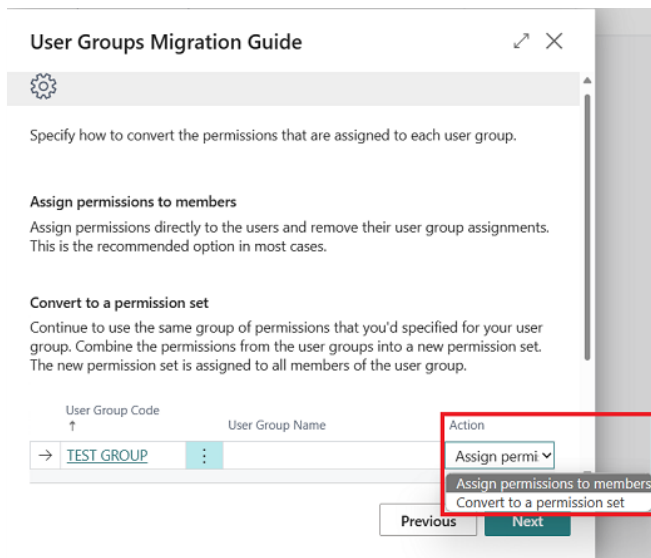 User Groups Migration Guide
Specify how to convert the permissions that are assigned to each user group.
Assign permissions to members
Assign permissions directly to the users and remove their user group assignments.
This is the recommended option in most cases.
Convert to a permission set
Continue to use the same group of permissions that you'd specified for your user
group. Combine the permissions from the user groups into a new permission set.
The new permission set is assigned to all members of the user group.
User Group Code ↑ User Group Name Action
→ TEST GROUP ⋮ Assign permi:
Assign permissions to members
Convert to a permission set
Previous Next